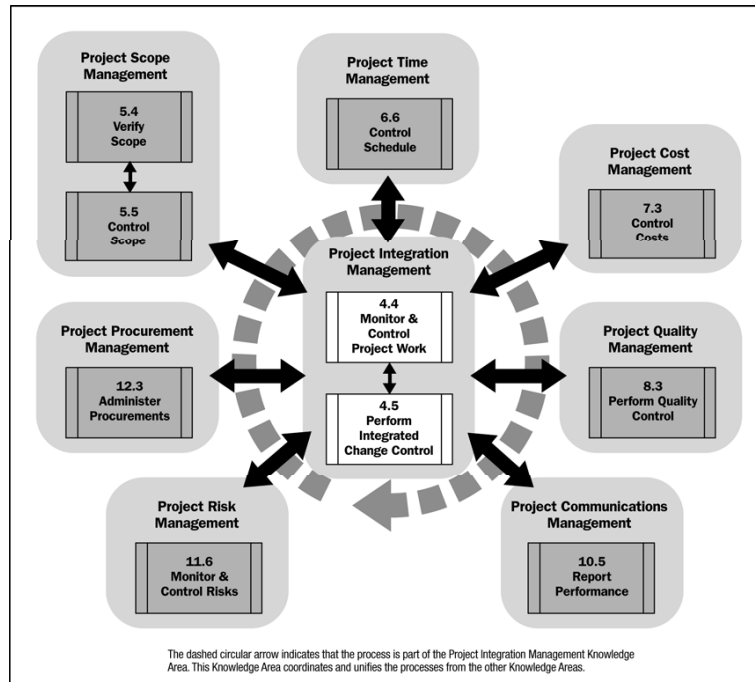 Project Scope
Management
5.4
Verify
Scope
5.5
Control
Scope
Project Time
Management
6.6
Control
Schedule
Project Cost
Management
7.3
Control
Costs
Project Integration
Management
4.4
Monitor &
Control
Project Work
4.5
Perform
Integrated
Change Control
Project Procurement
Management
12.3
Administer
Procurements
Project Quality
Management
8.3
Perform Quality
Control
Project Risk
Management
11.6
Monitor &
Control Risks
Project Communications
Management
10.5
Report
Performance
The dashed circular arrow indicates that the process is part of the Project Integration Management Knowledge
Area. This Knowledge Area coordinates and unifies the processes from the other Knowledge Areas.